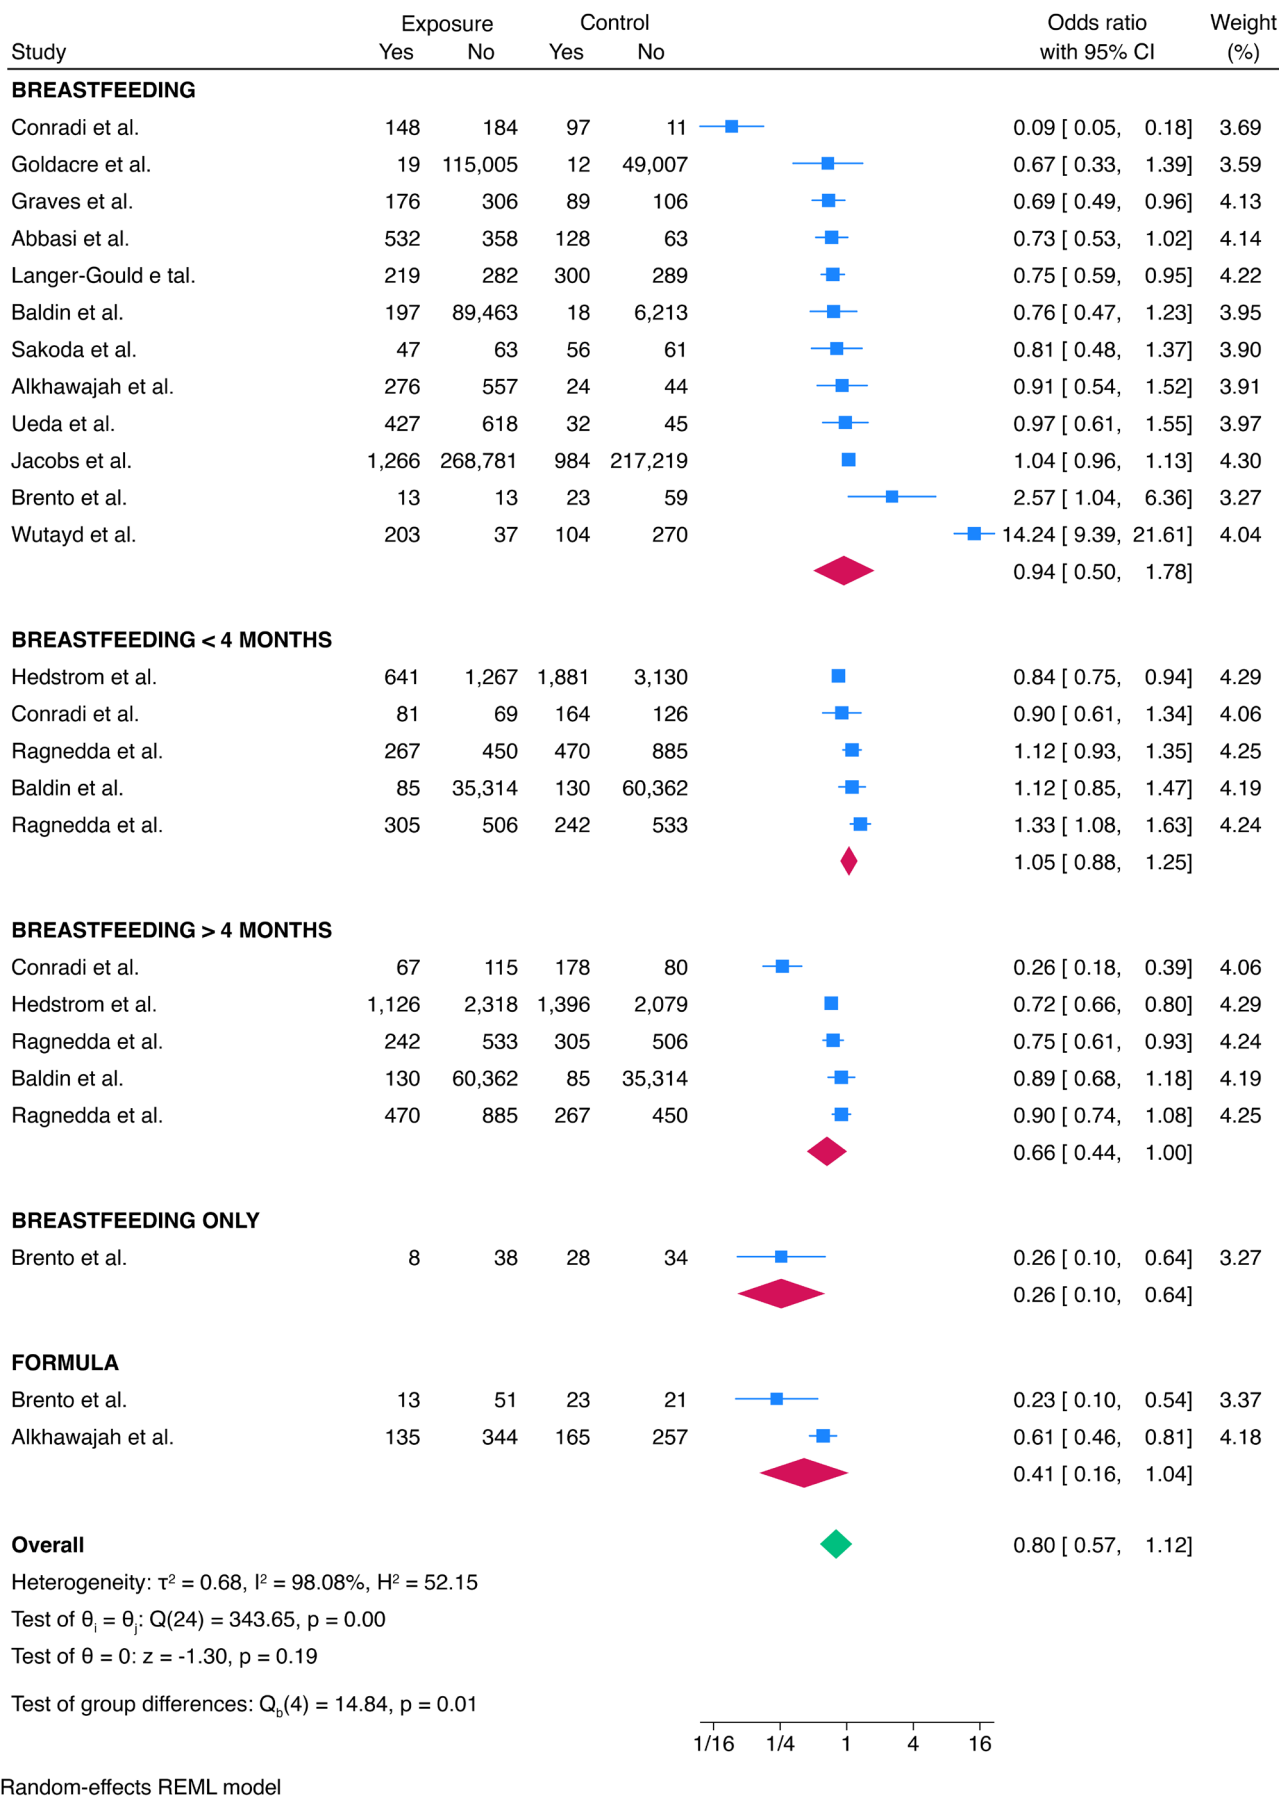 Exposure Control Odds ratio Weight
Study Yes No Yes No with 95% CI (%)
BREASTFEEDING
Conradi et al. 148 184 97 11 0.09 [ 0.05, 0.18] 3.69
Goldacre et al. 19 115,005 12 49,007 0.67 [ 0.33, 1.39] 3.59
Graves et al. 176 306 89 106 0.69 [ 0.49, 0.96] 4.13
Abbasi et al. 532 358 128 63 0.73 [ 0.53, 1.02] 4.14
Langer-Gould e tal. 219 282 300 289 0.75 [ 0.59, 0.95] 4.22
Baldin et al. 197 89,463 18 6,213 0.76 [ 0.47, 1.23] 3.95
Sakoda et al. 47 63 56 61 0.81 [ 0.48, 1.37] 3.90
Alkhawajah et al. 276 557 24 44 0.91 [ 0.54, 1.52] 3.91
Ueda et al. 427 618 32 45 0.97 [ 0.61, 1.55] 3.97
Jacobs et al. 1,266 268,781 984 217,219 1.04 [ 0.96, 1.13] 4.30
Brento et al. 13 13 23 59 2.57 [ 1.04, 6.36] 3.27
Wutayd et al. 203 37 104 270 14.24 [ 9.39, 21.61] 4.04
0.94 [ 0.50, 1.78]
BREASTFEEDING < 4 MONTHS
Hedstrom et al. 641 1,267 1,881 3,130 0.84 [ 0.75, 0.94] 4.29
Conradi et al. 81 69 164 126 0.90 [ 0.61, 1.34] 4.06
Ragnedda et al. 267 450 470 885 1.12 [ 0.93, 1.35] 4.25
Baldin et al. 85 35,314 130 60,362 1.12 [ 0.85, 1.47] 4.19
Ragnedda et al. 305 506 242 533 1.33 [ 1.08, 1.63] 4.24
1.05 [ 0.88, 1.25]
BREASTFEEDING > 4 MONTHS
Conradi et al. 67 115 178 80 0.26 [ 0.18, 0.39] 4.06
Hedstrom et al. 1,126 2,318 1,396 2,079 0.72 [ 0.66, 0.80] 4.29
Ragnedda et al. 242 533 305 506 0.75 [ 0.61, 0.93] 4.24
Baldin et al. 130 60,362 85 35,314 0.89 [ 0.68, 1.18] 4.19
Ragnedda et al. 470 885 267 450 0.90 [ 0.74, 1.08] 4.25
0.66 [ 0.44, 1.00]
BREASTFEEDING ONLY
Brento et al. 8 38 28 34 0.26 [ 0.10, 0.64] 3.27
0.26 [ 0.10, 0.64]
FORMULA
Brento et al. 13 51 23 21 0.23 [ 0.10, 0.54] 3.37
Alkhawajah et al. 135 344 165 257 0.61 [ 0.46, 0.81] 4.18
0.41 [ 0.16, 1.04]
Overall 0.80 [ 0.57, 1.12]
Heterogeneity: τ² = 0.68, I² = 98.08%, H² = 52.15
Test of θᵢ = θⱼ: Q(24) = 343.65, p = 0.00
Test of θ = 0: z = -1.30, p = 0.19
Test of group differences: Q_b(4) = 14.84, p = 0.01
1/16 1/4 1 4 16
Random-effects REML model